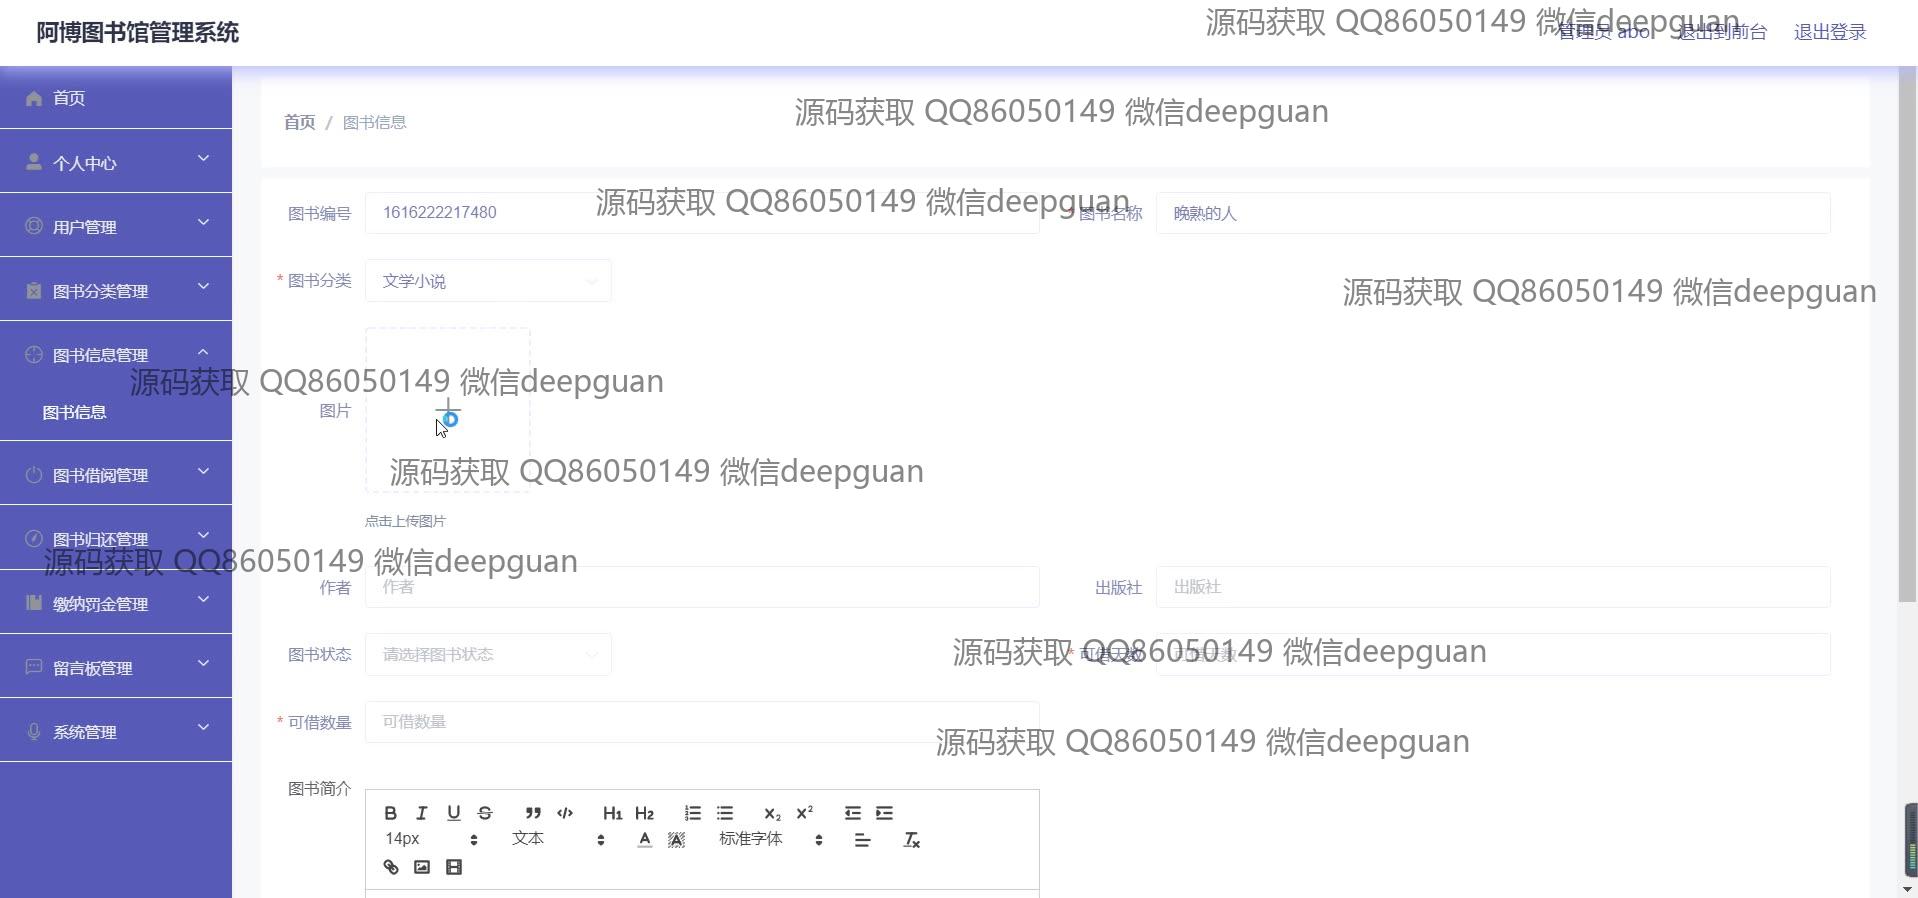 阿博图书馆管理系统
源码获取 QQ86050149 微信deepguan
管理员 abo
退出到前台
退出登录
首页
个人中心
用户管理
图书分类管理
图书信息管理
图书信息
图书借阅管理
图书归还管理
缴纳罚金管理
留言板管理
系统管理
首页 / 图书信息
源码获取 QQ86050149 微信deepguan
图书编号 1616222217480
源码获取 QQ86050149 微信deepguan
* 图书名称 晚熟的人
* 图书分类 文学小说
源码获取 QQ86050149 微信deepguan
源码获取 QQ86050149 微信deepguan
图片
源码获取 QQ86050149 微信deepguan
点击上传图片
源码获取 QQ86050149 微信deepguan
作者 作者
出版社 出版社
图书状态 请选择图书状态
源码获取 QQ86050149 微信deepguan
* 可借天数 可借天数
* 可借数量 可借数量
源码获取 QQ86050149 微信deepguan
图书简介
B I U S ” </> H1 H2 x₂ x²
14px 文本 A A 标准字体 Tx